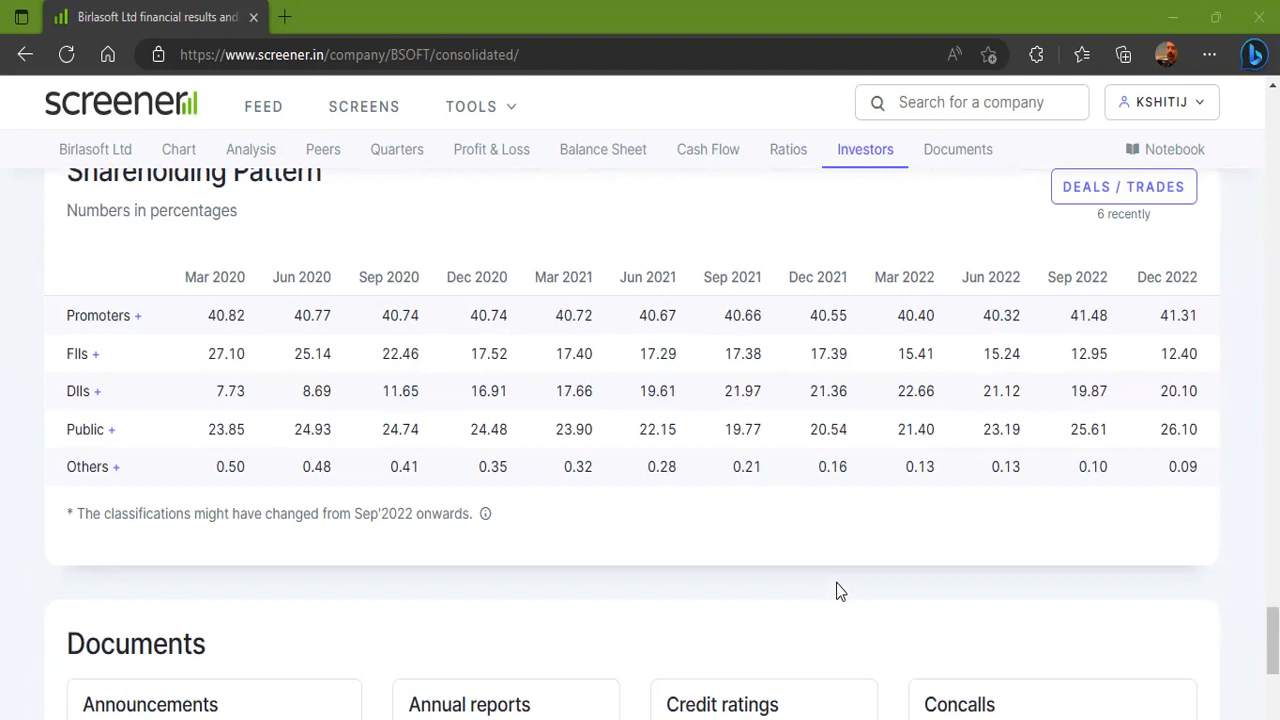 Birlasoft Ltd financial results and
https://www.screener.in/company/BSOFT/consolidated/
screener FEED SCREENS TOOLS Search for a company KSHITIJ
Birlasoft Ltd Chart Analysis Peers Quarters Profit & Loss Balance Sheet Cash Flow Ratios Investors Documents Notebook
Shareholding Pattern
DEALS / TRADES
Numbers in percentages
6 recently
Mar 2020 Jun 2020 Sep 2020 Dec 2020 Mar 2021 Jun 2021 Sep 2021 Dec 2021 Mar 2022 Jun 2022 Sep 2022 Dec 2022
Promoters + 40.82 40.77 40.74 40.74 40.72 40.67 40.66 40.55 40.40 40.32 41.48 41.31
FIIs + 27.10 25.14 22.46 17.52 17.40 17.29 17.38 17.39 15.41 15.24 12.95 12.40
DIIs + 7.73 8.69 11.65 16.91 17.66 19.61 21.97 21.36 22.66 21.12 19.87 20.10
Public + 23.85 24.93 24.74 24.48 23.90 22.15 19.77 20.54 21.40 23.19 25.61 26.10
Others + 0.50 0.48 0.41 0.35 0.32 0.28 0.21 0.16 0.13 0.13 0.10 0.09
* The classifications might have changed from Sep'2022 onwards.
Documents
Announcements Annual reports Credit ratings Concalls